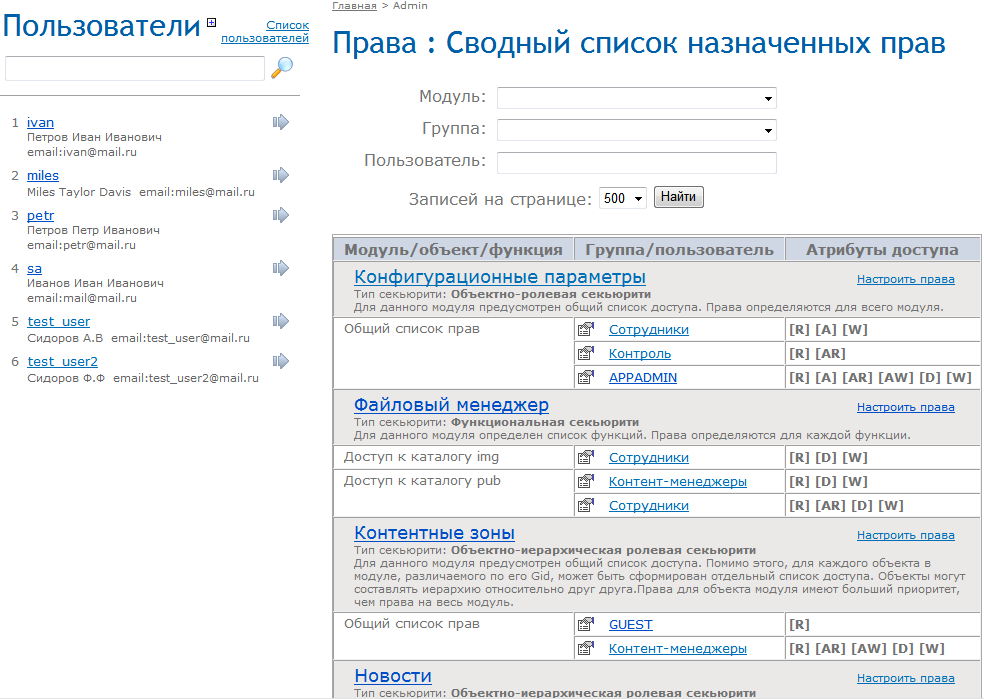 Пользователи
Список
пользователей
1 ivan
Петров Иван Иванович
email:ivan@mail.ru
2 miles
Miles Taylor Davis email:miles@mail.ru
3 petr
Петров Петр Иванович
email:petr@mail.ru
4 sa
Иванов Иван Иванович
email:mail@mail.ru
5 test_user
Сидоров А.В email:test_user@mail.ru
6 test_user2
Сидоров Ф.Ф email:test_user2@mail.ru
Главная > Admin
Права : Сводный список назначенных прав
Модуль:
Группа:
Пользователь:
Записей на странице: 500 Найти
Модуль/объект/функция Группа/пользователь Атрибуты доступа
Конфигурационные параметры Настроить права
Тип секьюрити: Объектно-ролевая секьюрити
Для данного модуля предусмотрен общий список доступа. Права определяются для всего модуля.
Общий список прав Сотрудники [R] [A] [W]
Контроль [R] [AR]
APPADMIN [R] [A] [AR] [AW] [D] [W]
Файловый менеджер Настроить права
Тип секьюрити: Функциональная секьюрити
Для данного модуля определен список функций. Права определяются для каждой функции.
Доступ к каталогу img Сотрудники [R] [D] [W]
Доступ к каталогу pub Контент-менеджеры [R] [D] [W]
Сотрудники [R] [AR] [D] [W]
Контентные зоны Настроить права
Тип секьюрити: Объектно-иерархическая ролевая секьюрити
Для данного модуля предусмотрен общий список доступа. Помимо этого, для каждого объекта в
модуле, различаемого по его Gid, может быть сформирован отдельный список доступа. Объекты могут
составлять иерархию относительно друг друга.Права для объекта модуля имеют больший приоритет,
чем права на весь модуль.
Общий список прав GUEST [R]
Контент-менеджеры [R] [AR] [AW] [D] [W]
Новости Настроить права
Тип секьюрити: Объектно-иерархическая ролевая секьюрити